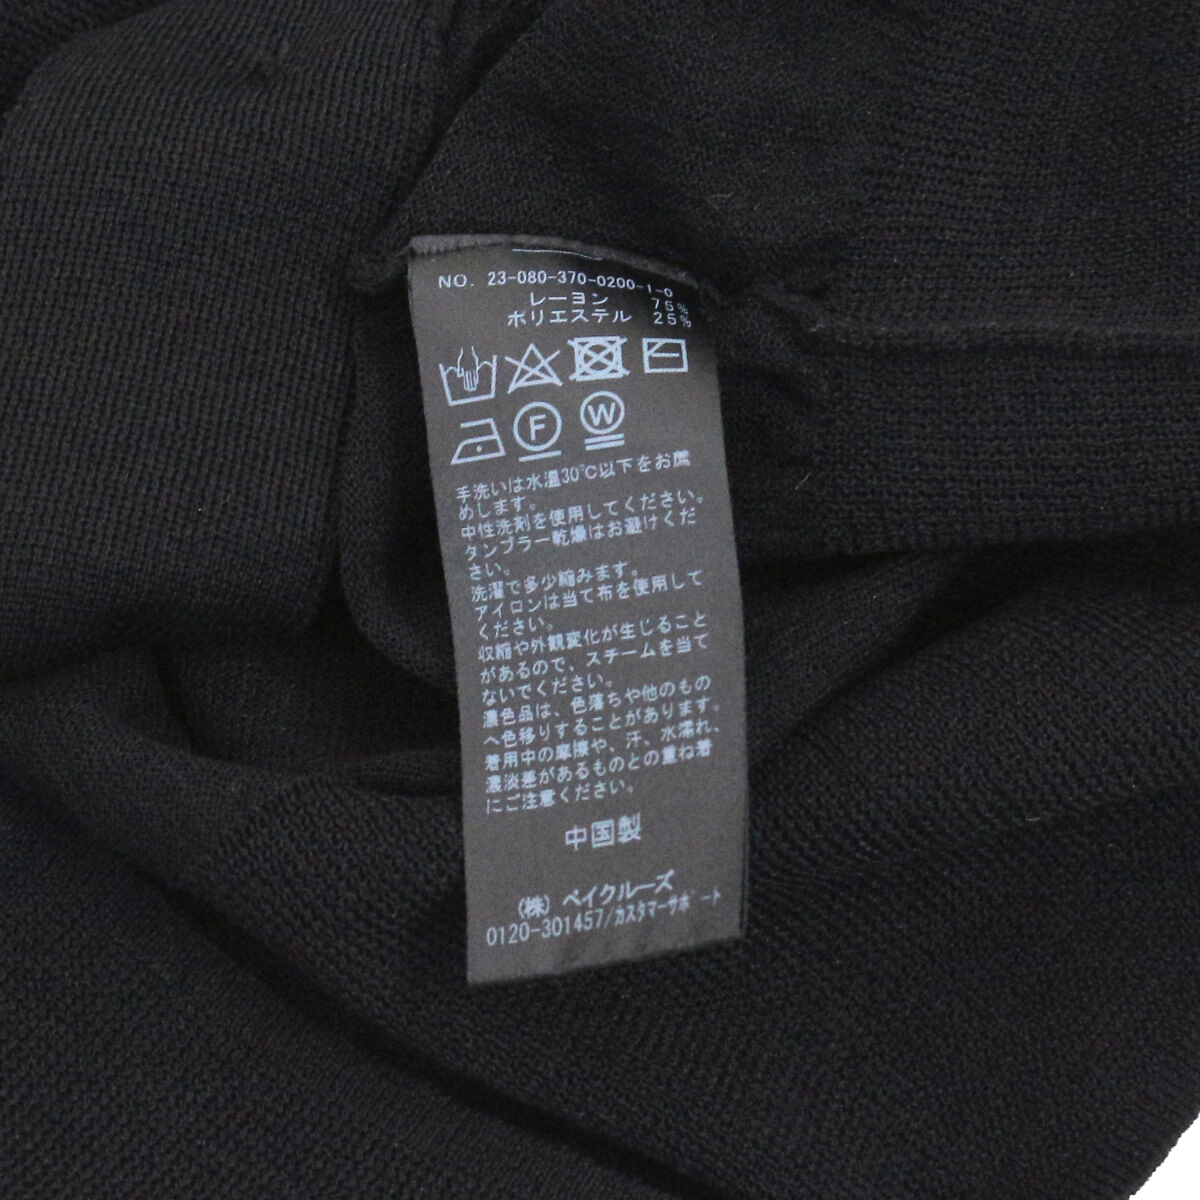 NO. 23-080-370-0200-1-0
レーヨン 75%
ポリエステル 25%
F W
手洗いは水温30℃以下をお薦
めします。
中性洗剤を使用してください。
タンブラー乾燥はお避けくだ
さい。
洗濯で多少縮みます。
アイロンは当て布を使用して
ください。
収縮や外観変化が生じること
があるので、スチームを当て
ないでください。
濃色品は、色落ちや他のもの
へ色移りすることがあります。
着用中の摩擦や、汗、水濡れ、
濃淡差があるものとの重ね着
にご注意ください。
中国製
(株) ベイクルーズ
0120-301457/カスタマーサポート